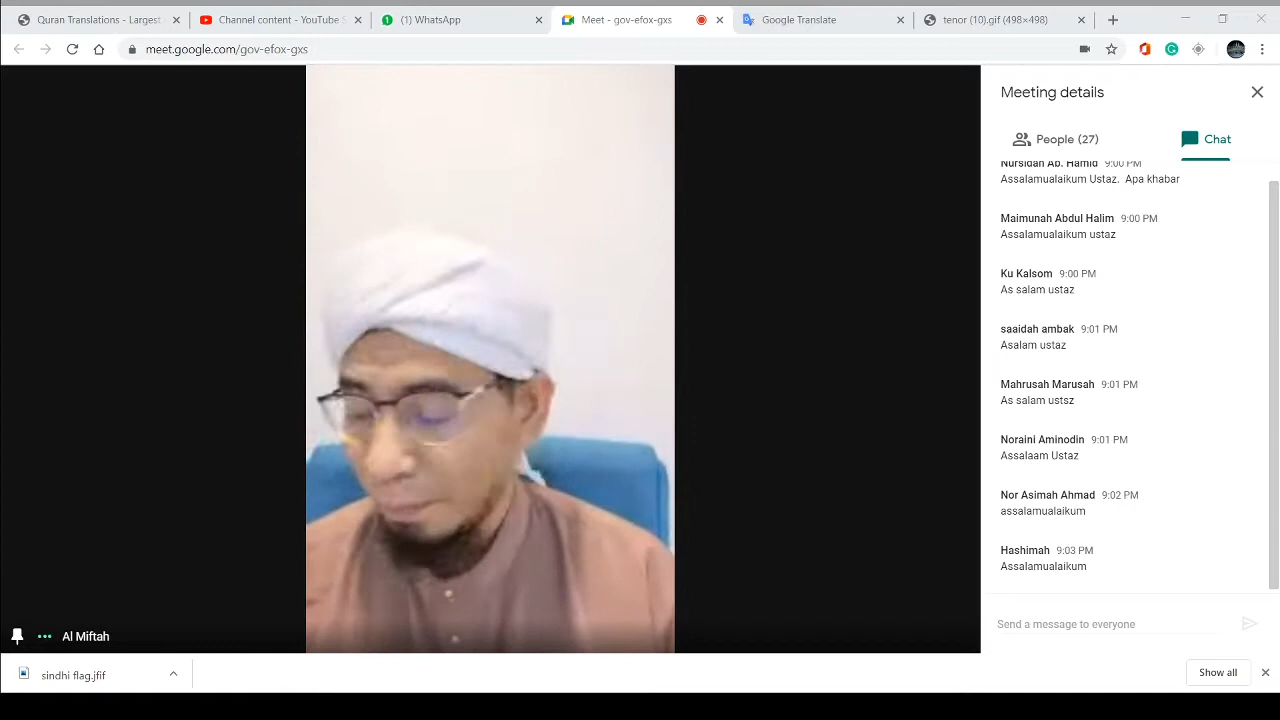 Quran Translations - Largest
Channel content - YouTube S
(1) WhatsApp
Meet - gov-efox-gxs
Google Translate
tenor (10).gif (498×498)
meet.google.com/gov-efox-gxs
Meeting details
People (27)
Chat
Nursidah Ab. Hamid 9:00 PM
Assalamualaikum Ustaz. Apa khabar
Maimunah Abdul Halim 9:00 PM
Assalamualaikum ustaz
Ku Kalsom 9:00 PM
As salam ustaz
saaidah ambak 9:01 PM
Asalam ustaz
Mahrusah Marusah 9:01 PM
As salam ustsz
Noraini Aminodin 9:01 PM
Assalaam Ustaz
Nor Asimah Ahmad 9:02 PM
assalamualaikum
Hashimah 9:03 PM
Assalamualaikum
Send a message to everyone
Al Miftah
sindhi flag.jfif
Show all